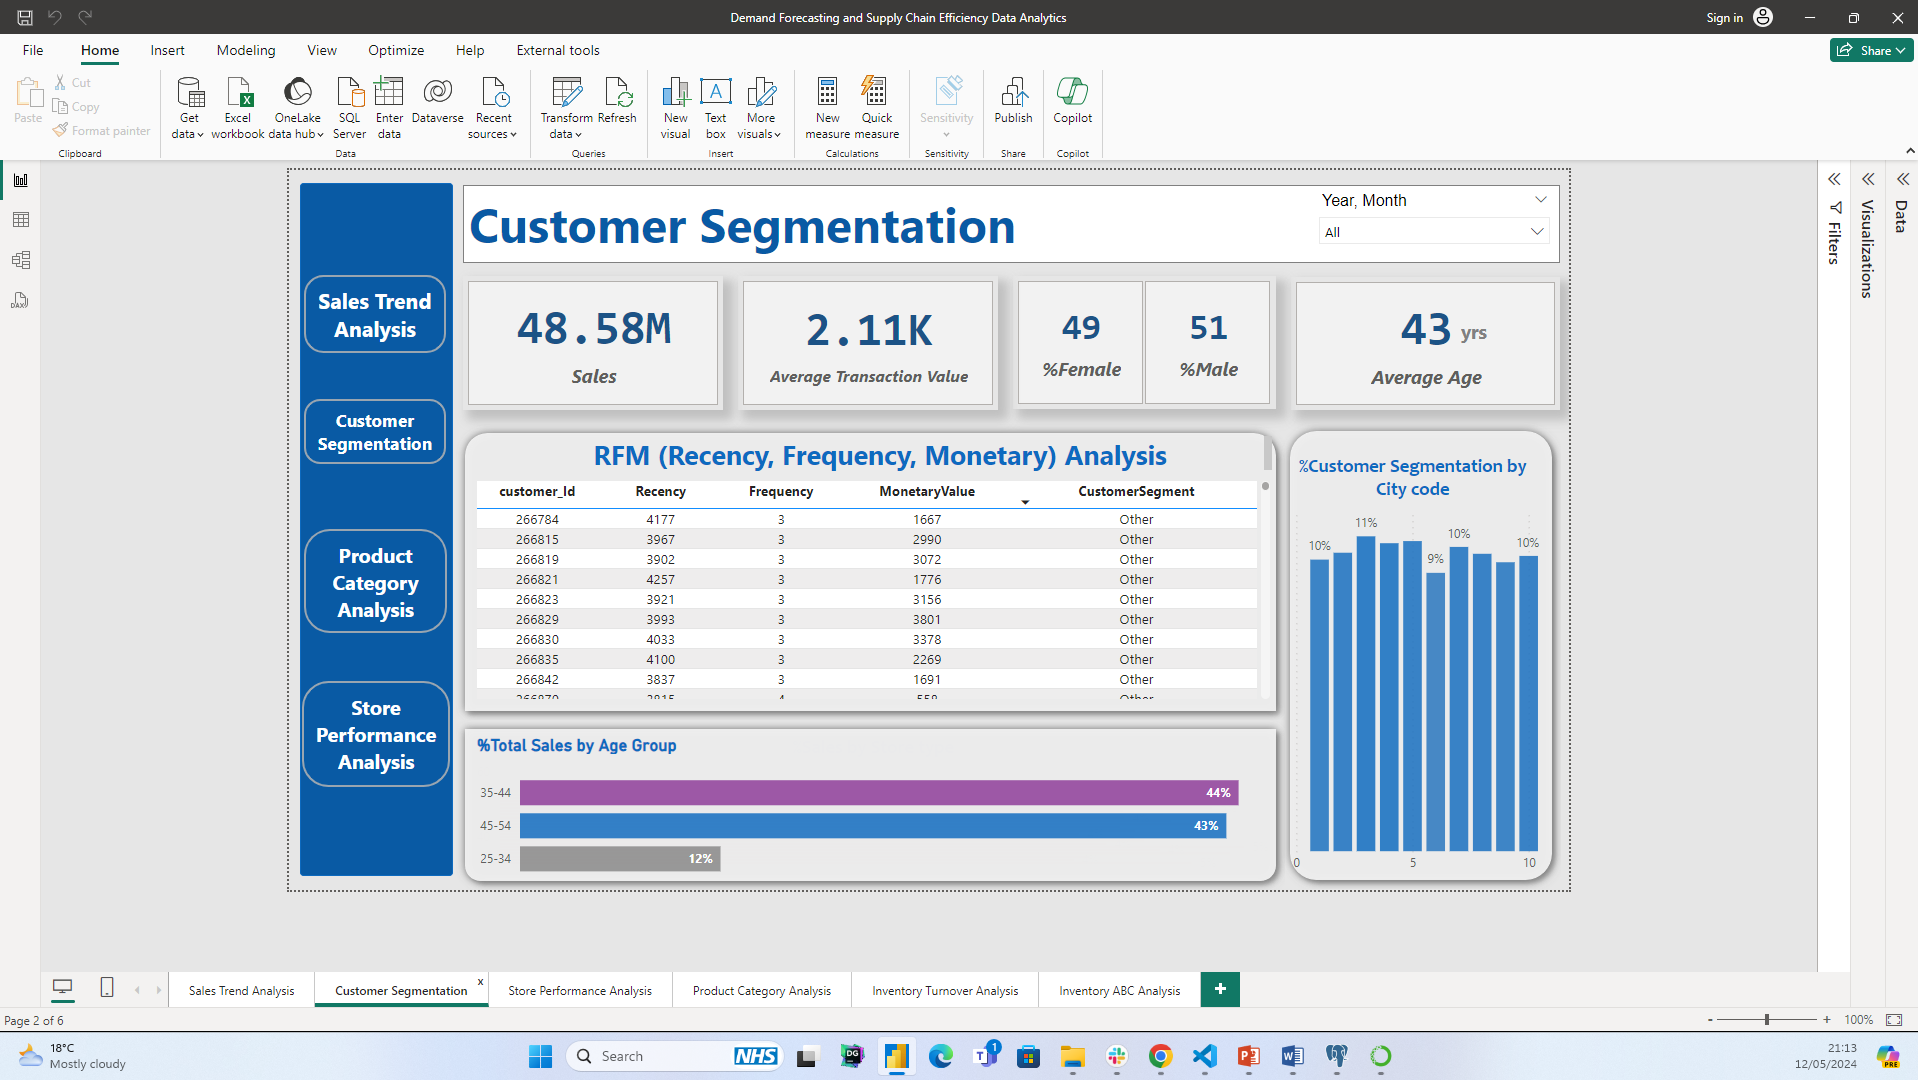 Demand Forecasting and Supply Chain Efficiency Data Analytics
Sign in
File Home Insert Modeling View Optimize Help External tools
Share
Paste
Cut
Copy
Format painter
Get data
Excel workbook
OneLake data hub
SQL Server
Enter data
Dataverse
Recent sources
Transform data
Refresh
New visual
Text box
More visuals
New measure
Quick measure
Sensitivity
Publish
Copilot
Clipboard Data Queries Insert Calculations Sensitivity Share Copilot
DAX
Customer Segmentation
Year, Month
All
Filters
Visualizations
Data
Sales Trend
Analysis
Customer
Segmentation
Product
Category
Analysis
Store
Performance
Analysis
48.58M
Sales
2.11K
Average Transaction Value
49
%Female
51
%Male
43 yrs
Average Age
RFM (Recency, Frequency, Monetary) Analysis
customer_Id Recency Frequency MonetaryValue CustomerSegment
266784 4177 3 1667 Other
266815 3967 3 2990 Other
266819 3902 3 3072 Other
266821 4257 3 1776 Other
266823 3921 3 3156 Other
266829 3993 3 3801 Other
266830 4033 3 3378 Other
266835 4100 3 2269 Other
266842 3837 3 1691 Other
266870 3815 4 558 Other
%Customer Segmentation by
City code
10% 11% 9% 10% 10%
0 5 10
%Total Sales by Age Group
35-44 44%
45-54 43%
25-34 12%
Sales Trend Analysis
Customer Segmentation x
Store Performance Analysis
Product Category Analysis
Inventory Turnover Analysis
Inventory ABC Analysis
+
Page 2 of 6
- + 100%
18°C
Mostly cloudy
Search
NHS
DG
T
1
P
W
21:13
12/05/2024
PRE